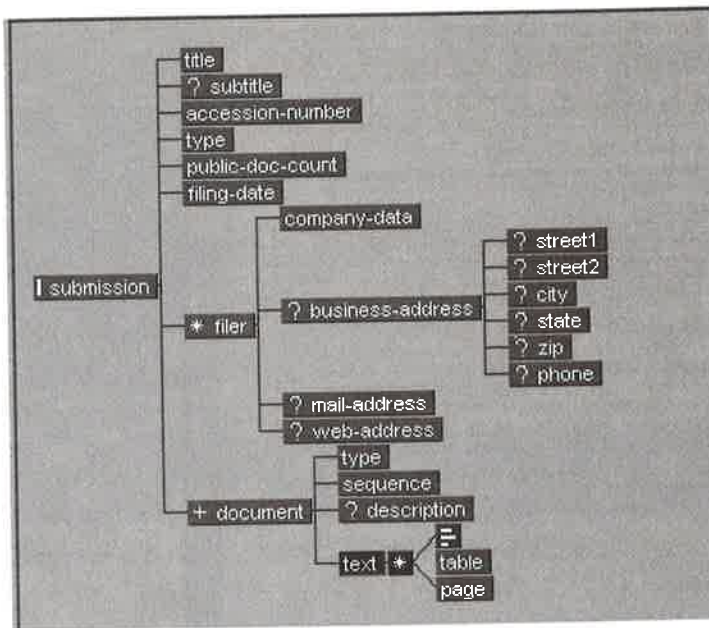 title
? subtitle
accession-number
type
public-doc-count
filing-date
submission
* filer
company-data
? business-address
? street1
? street2
? city
? state
? zip
? phone
? mail-address
? web-address
+ document
type
sequence
? description
text *
table
page